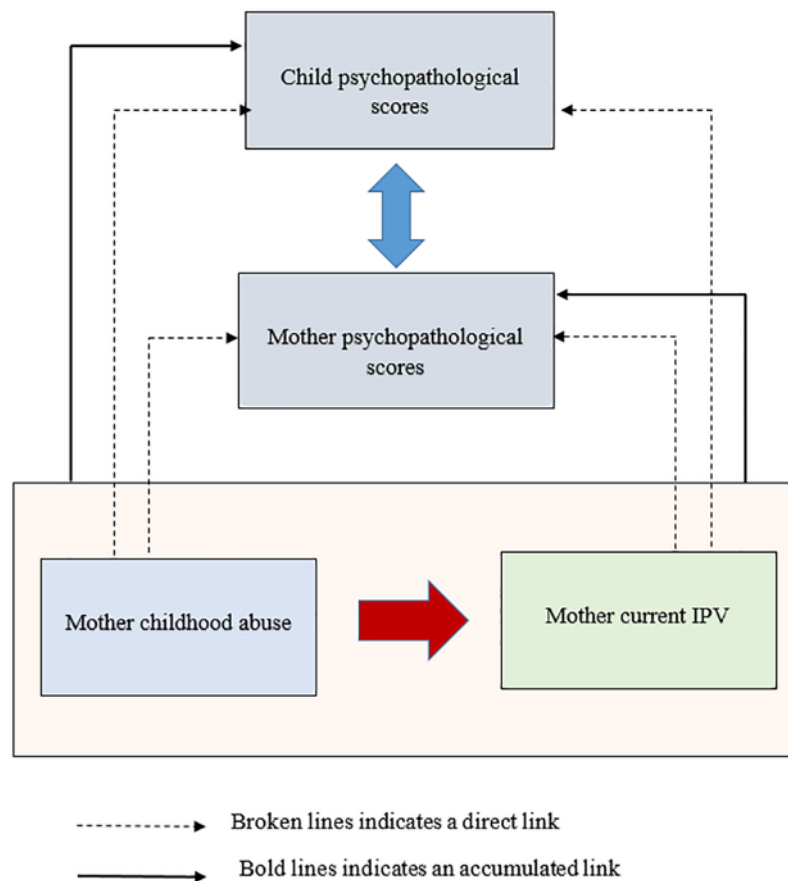 Child psychopathological
scores
Mother psychopathological
scores
Mother childhood abuse
Mother current IPV
Broken lines indicates a direct link
Bold lines indicates an accumulated link